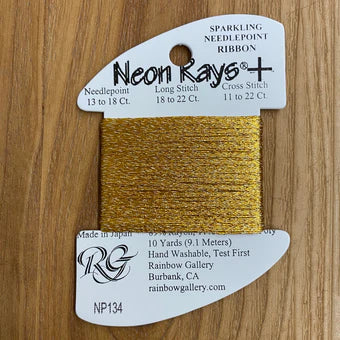 SPARKLING
NEEDLEPOINT
RIBBON
Neon Rays®+
Needlepoint Long Stitch Cross Stitch
13 to 18 Ct. 18 to 22 Ct. 11 to 22 Ct.
Made in Japan
10 Yards (9.1 Meters)
Hand Washable, Test First
Rainbow Gallery
Burbank, CA
rainbowgallery.com
RG
NP134